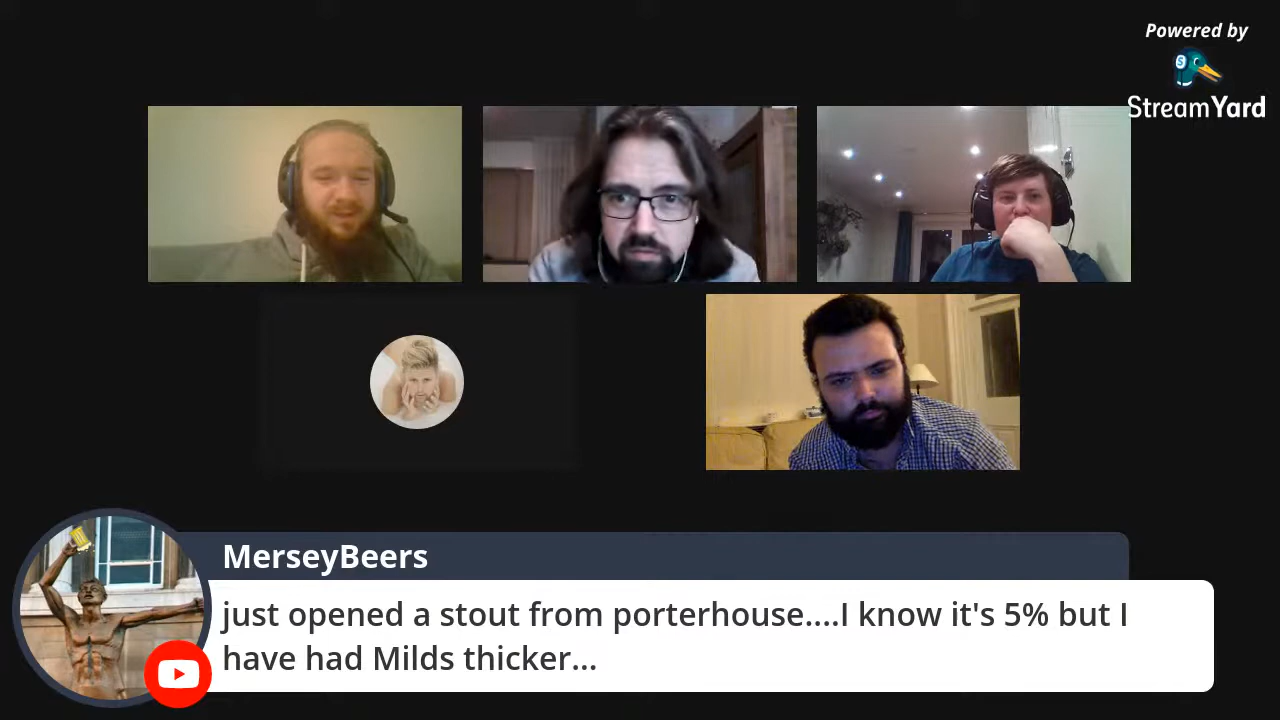 Powered by
StreamYard
MerseyBeers
just opened a stout from porterhouse....I know it's 5% but I
have had Milds thicker...